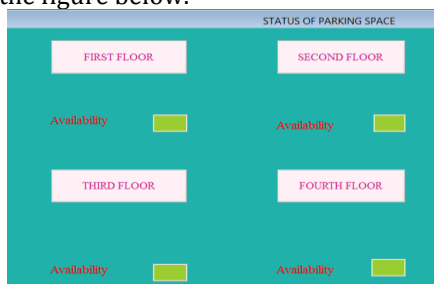 the figure below.
STATUS OF PARKING SPACE
FIRST FLOOR
SECOND FLOOR
Availability
Availability
THIRD FLOOR
FOURTH FLOOR
Availability
Availability